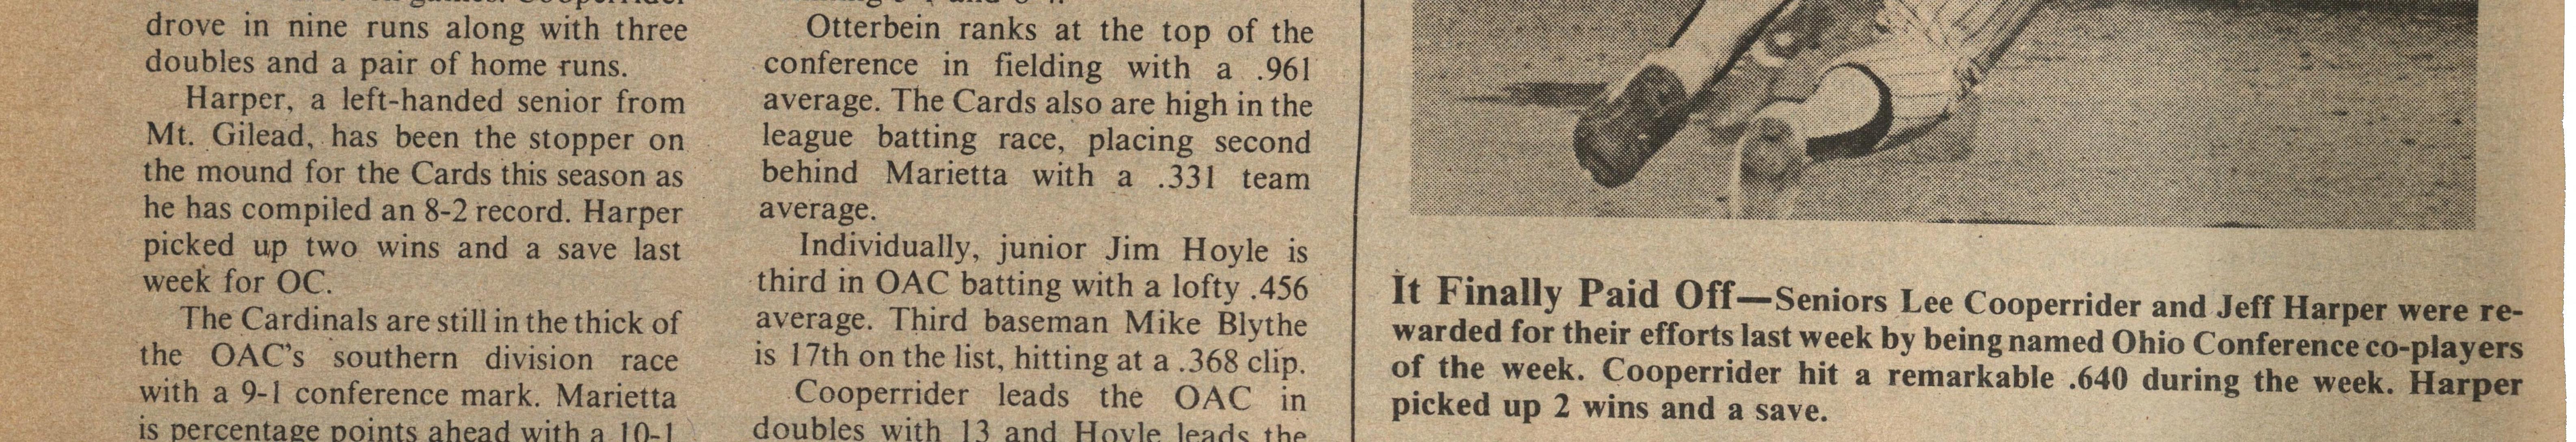 drove in nine runs along with three
doubles and a pair of home runs.
Harper, a left-handed senior from
Mt. Gilead, has been the stopper on
the mound for the Cards this season as
he has compiled an 8-2 record. Harper
picked up two wins and a save last
week for OC.
The Cardinals are still in the thick of
the OAC's southern division race
with a 9-1 conference mark. Marietta
is percentage points ahead with a 10-1
Otterbein ranks at the top of the
conference in fielding with a .961
average. The Cards also are high in the
league batting race, placing second
behind Marietta with a .331 team
average.
Individually, junior Jim Hoyle is
third in OAC batting with a lofty .456
average. Third baseman Mike Blythe
is 17th on the list, hitting at a .368 clip.
Cooperrider leads the OAC in
doubles with 13 and Hoyle leads the
It Finally Paid Off—Seniors Lee Cooperrider and Jeff Harper were re-
warded for their efforts last week by being named Ohio Conference co-players
of the week. Cooperrider hit a remarkable .640 during the week. Harper
picked up 2 wins and a save.